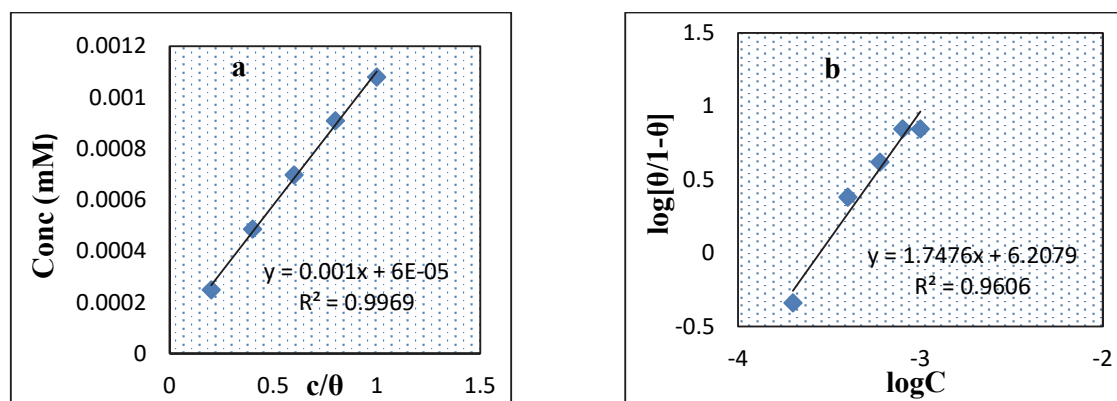 a
Conc (mM)
0.0012
0.001
0.0008
0.0006
0.0004
0.0002
0
y = 0.001x + 6E-05
R² = 0.9969
0
0.5
1
1.5
c/θ
b
log[θ/1-θ]
1.5
1
0.5
0
-0.5
y = 1.7476x + 6.2079
R² = 0.9606
-4
-3
-2
logC